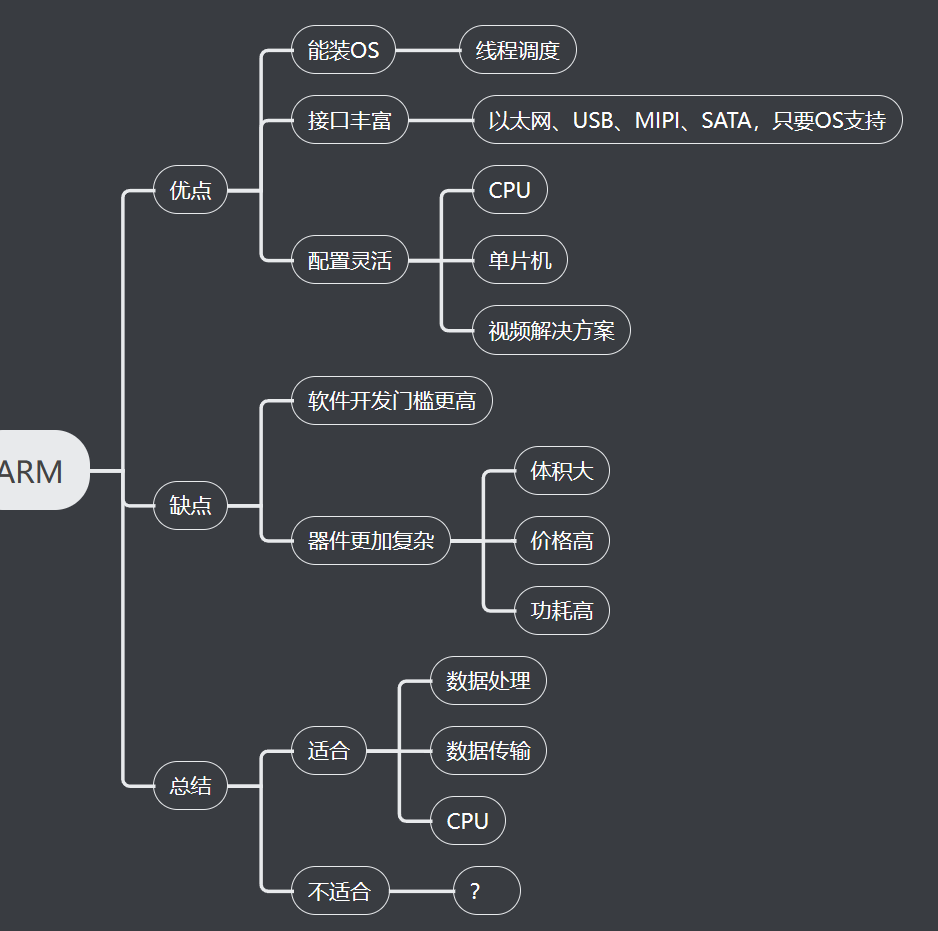 ARM
优点
能装OS
线程调度
接口丰富
以太网、USB、MIPI、SATA，只要OS支持
配置灵活
CPU
单片机
视频解决方案
缺点
软件开发门槛更高
器件更加复杂
体积大
价格高
功耗高
总结
适合
数据处理
数据传输
CPU
不适合
？